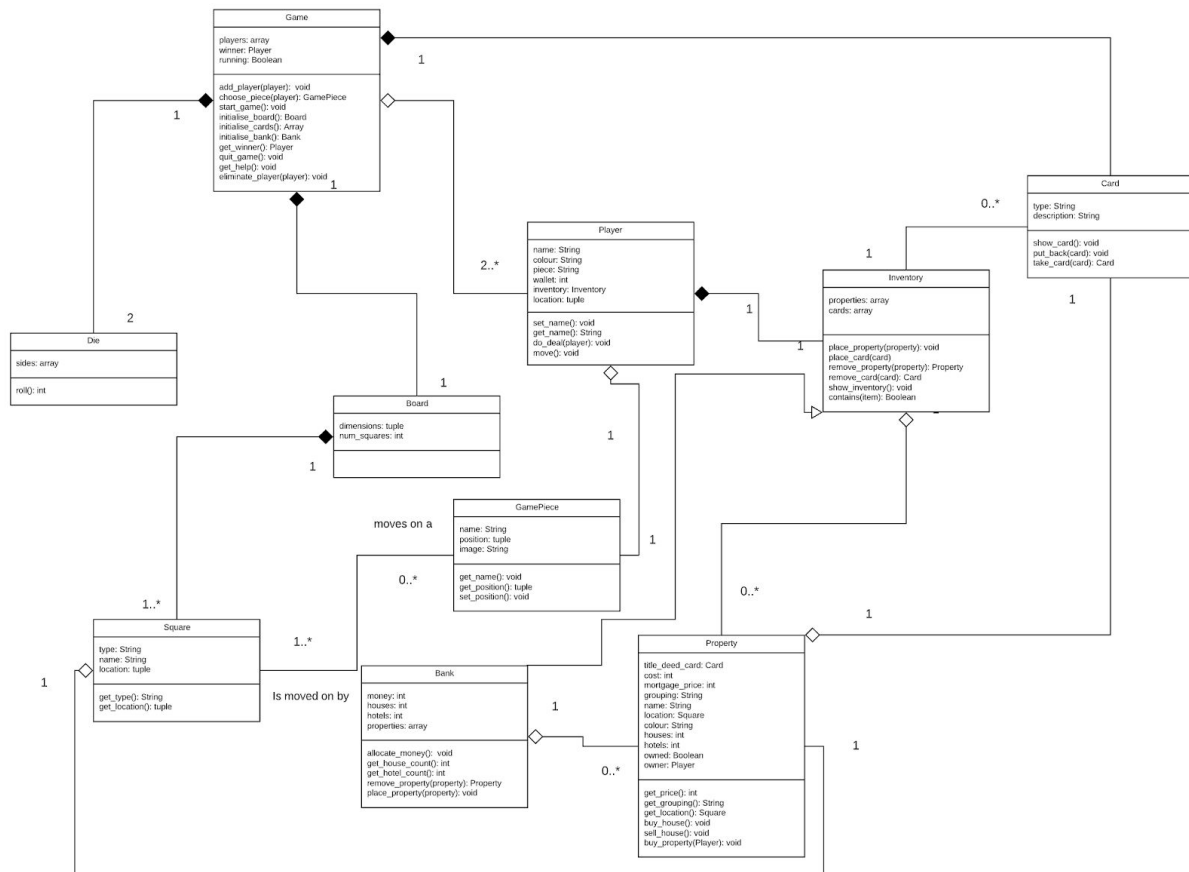 Game
players: array
winner: Player
running: Boolean
add_player(player):  void
choose_piece(player): GamePiece
start_game(): void
initialise_board(): Board
initialise_cards(): Array
initialise_bank(): Bank
get_winner(): Player
quit_game(): void
get_help(): void
eliminate_player(player): void
1
1
1
Card
type: String
description: String
show_card(): void
put_back(card): void
take_card(card): Card
0..*
1
1
Player
name: String
colour: String
piece: String
wallet: int
inventory: Inventory
location: tuple
set_name(): void
get_name(): String
do_deal(player): void
move(): void
2..*
1
1
Inventory
properties: array
cards: array
place_property(property): void
place_card(card)
remove_property(property): Property
remove_card(card): Card
show_inventory(): void
contains(item): Boolean
2
Die
sides: array
roll(): int
1
Board
dimensions: tuple
num_squares: int
1
1
GamePiece
name: String
position: tuple
image: String
get_name(): void
get_position(): tuple
set_position(): void
moves on a
0..*
1
1..*
Square
type: String
name: String
location: tuple
get_type(): String
get_location(): tuple
1..*
Is moved on by
1
Bank
money: int
houses: int
hotels: int
properties: array
allocate_money():  void
get_house_count(): int
get_hotel_count(): int
remove_property(property): Property
place_property(property): void
1
0..*
0..*
1
Property
title_deed_card: Card
cost: int
mortgage_price: int
grouping: String
name: String
location: Square
colour: String
houses: int
hotels: int
owned: Boolean
owner: Player
get_price(): int
get_grouping(): String
get_location(): Square
buy_house(): void
sell_house(): void
buy_property(Player): void
1